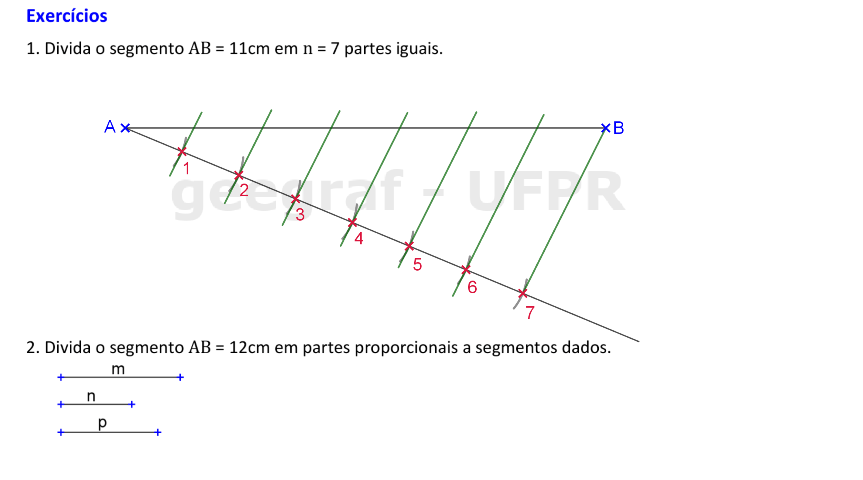 Exercícios
1. Divida o segmento AB = 11cm em n = 7 partes iguais.
A
B
1
geegraf - UFPR
2
3
4
5
6
7
2. Divida o segmento AB = 12cm em partes proporcionais a segmentos dados.
m
n
p